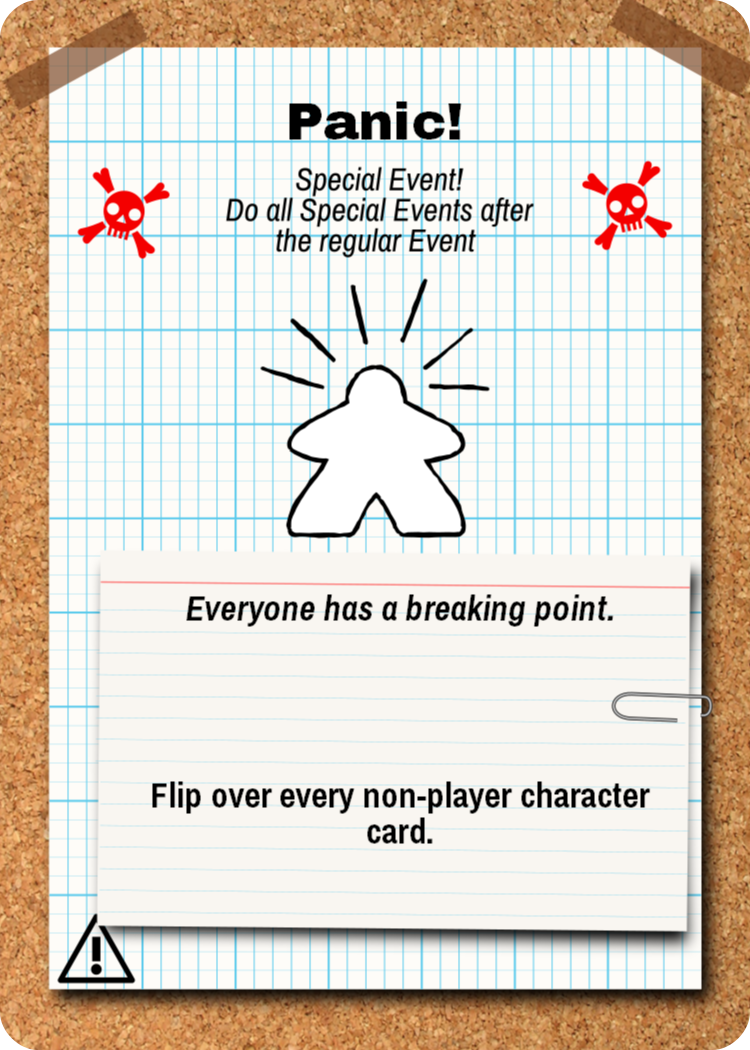 Panic!
Special Event!
Do all Special Events after
the regular Event
Everyone has a breaking point.
Flip over every non-player character
card.